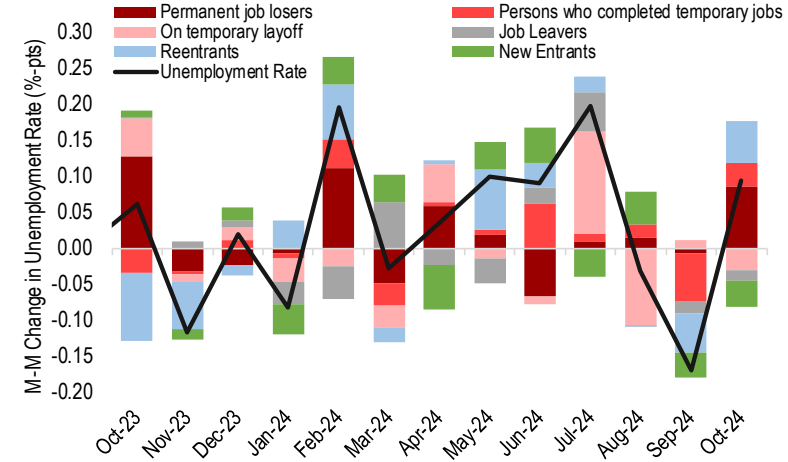 Permanent job losers
Persons who completed temporary jobs
On temporary layoff
Job Leavers
Reentrants
New Entrants
Unemployment Rate
M-M Change in Unemployment Rate (%-pts)
0.30
0.25
0.20
0.15
0.10
0.05
0.00
-0.05
-0.10
-0.15
-0.20
Oct-23
Nov-23
Dec-23
Jan-24
Feb-24
Mar-24
Apr-24
May-24
Jun-24
Jul-24
Aug-24
Sep-24
Oct-24